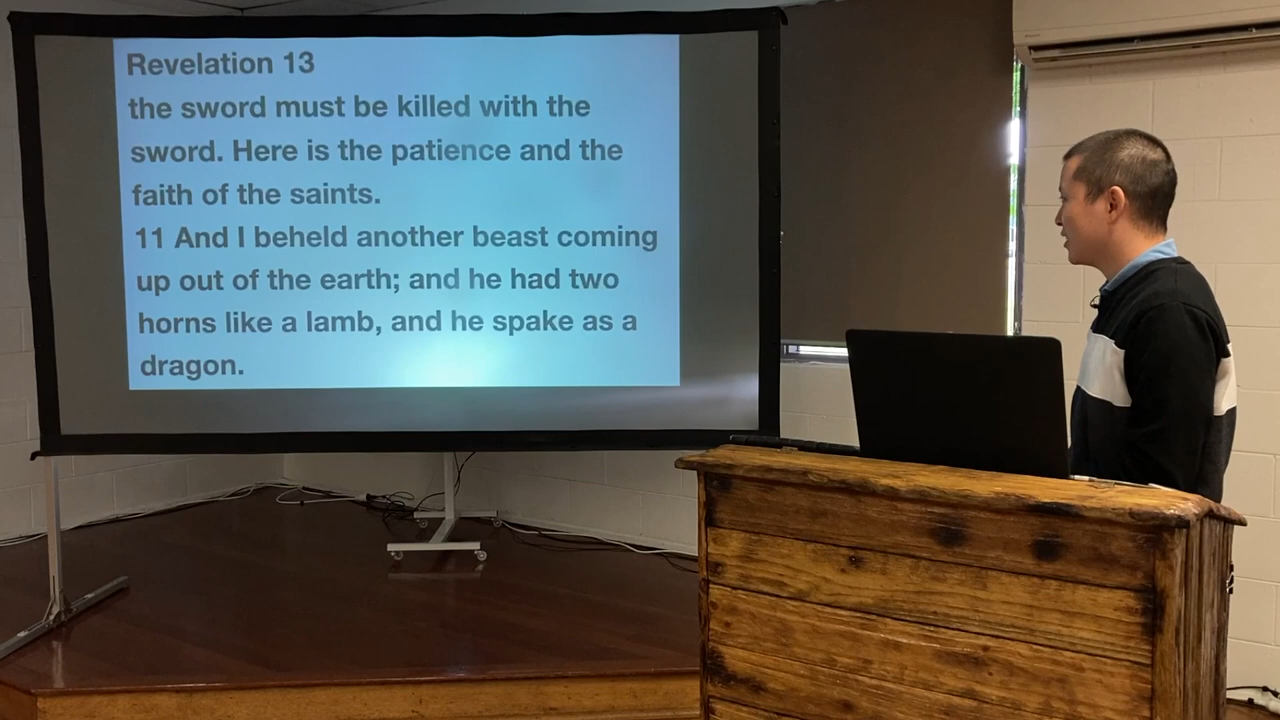 Revelation 13
the sword must be killed with the
sword. Here is the patience and the
faith of the saints.
11 And I beheld another beast coming
up out of the earth; and he had two
horns like a lamb, and he spake as a
dragon.